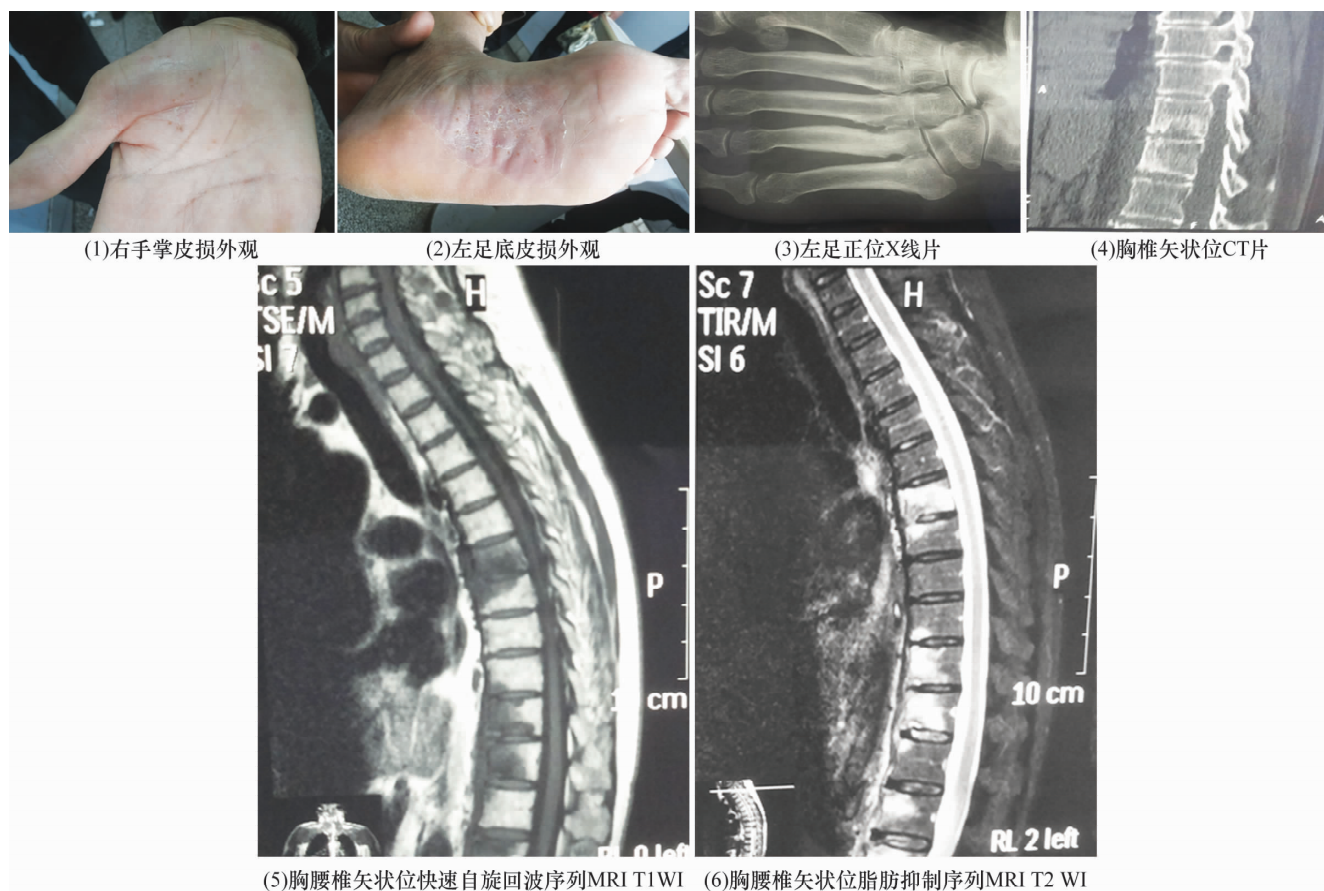 (1)右手掌皮损外观
(2)左足底皮损外观
(3)左足正位X线片
(4)胸椎矢状位CT片
A
Sc 5
TSE/M
SI 7
H
P
cm
Sc 7
TIR/M
SI 6
H
P
10 cm
RL 2 left
(5)胸腰椎矢状位快速自旋回波序列MRI T1WI
(6)胸腰椎矢状位脂肪抑制序列MRI T2 WI